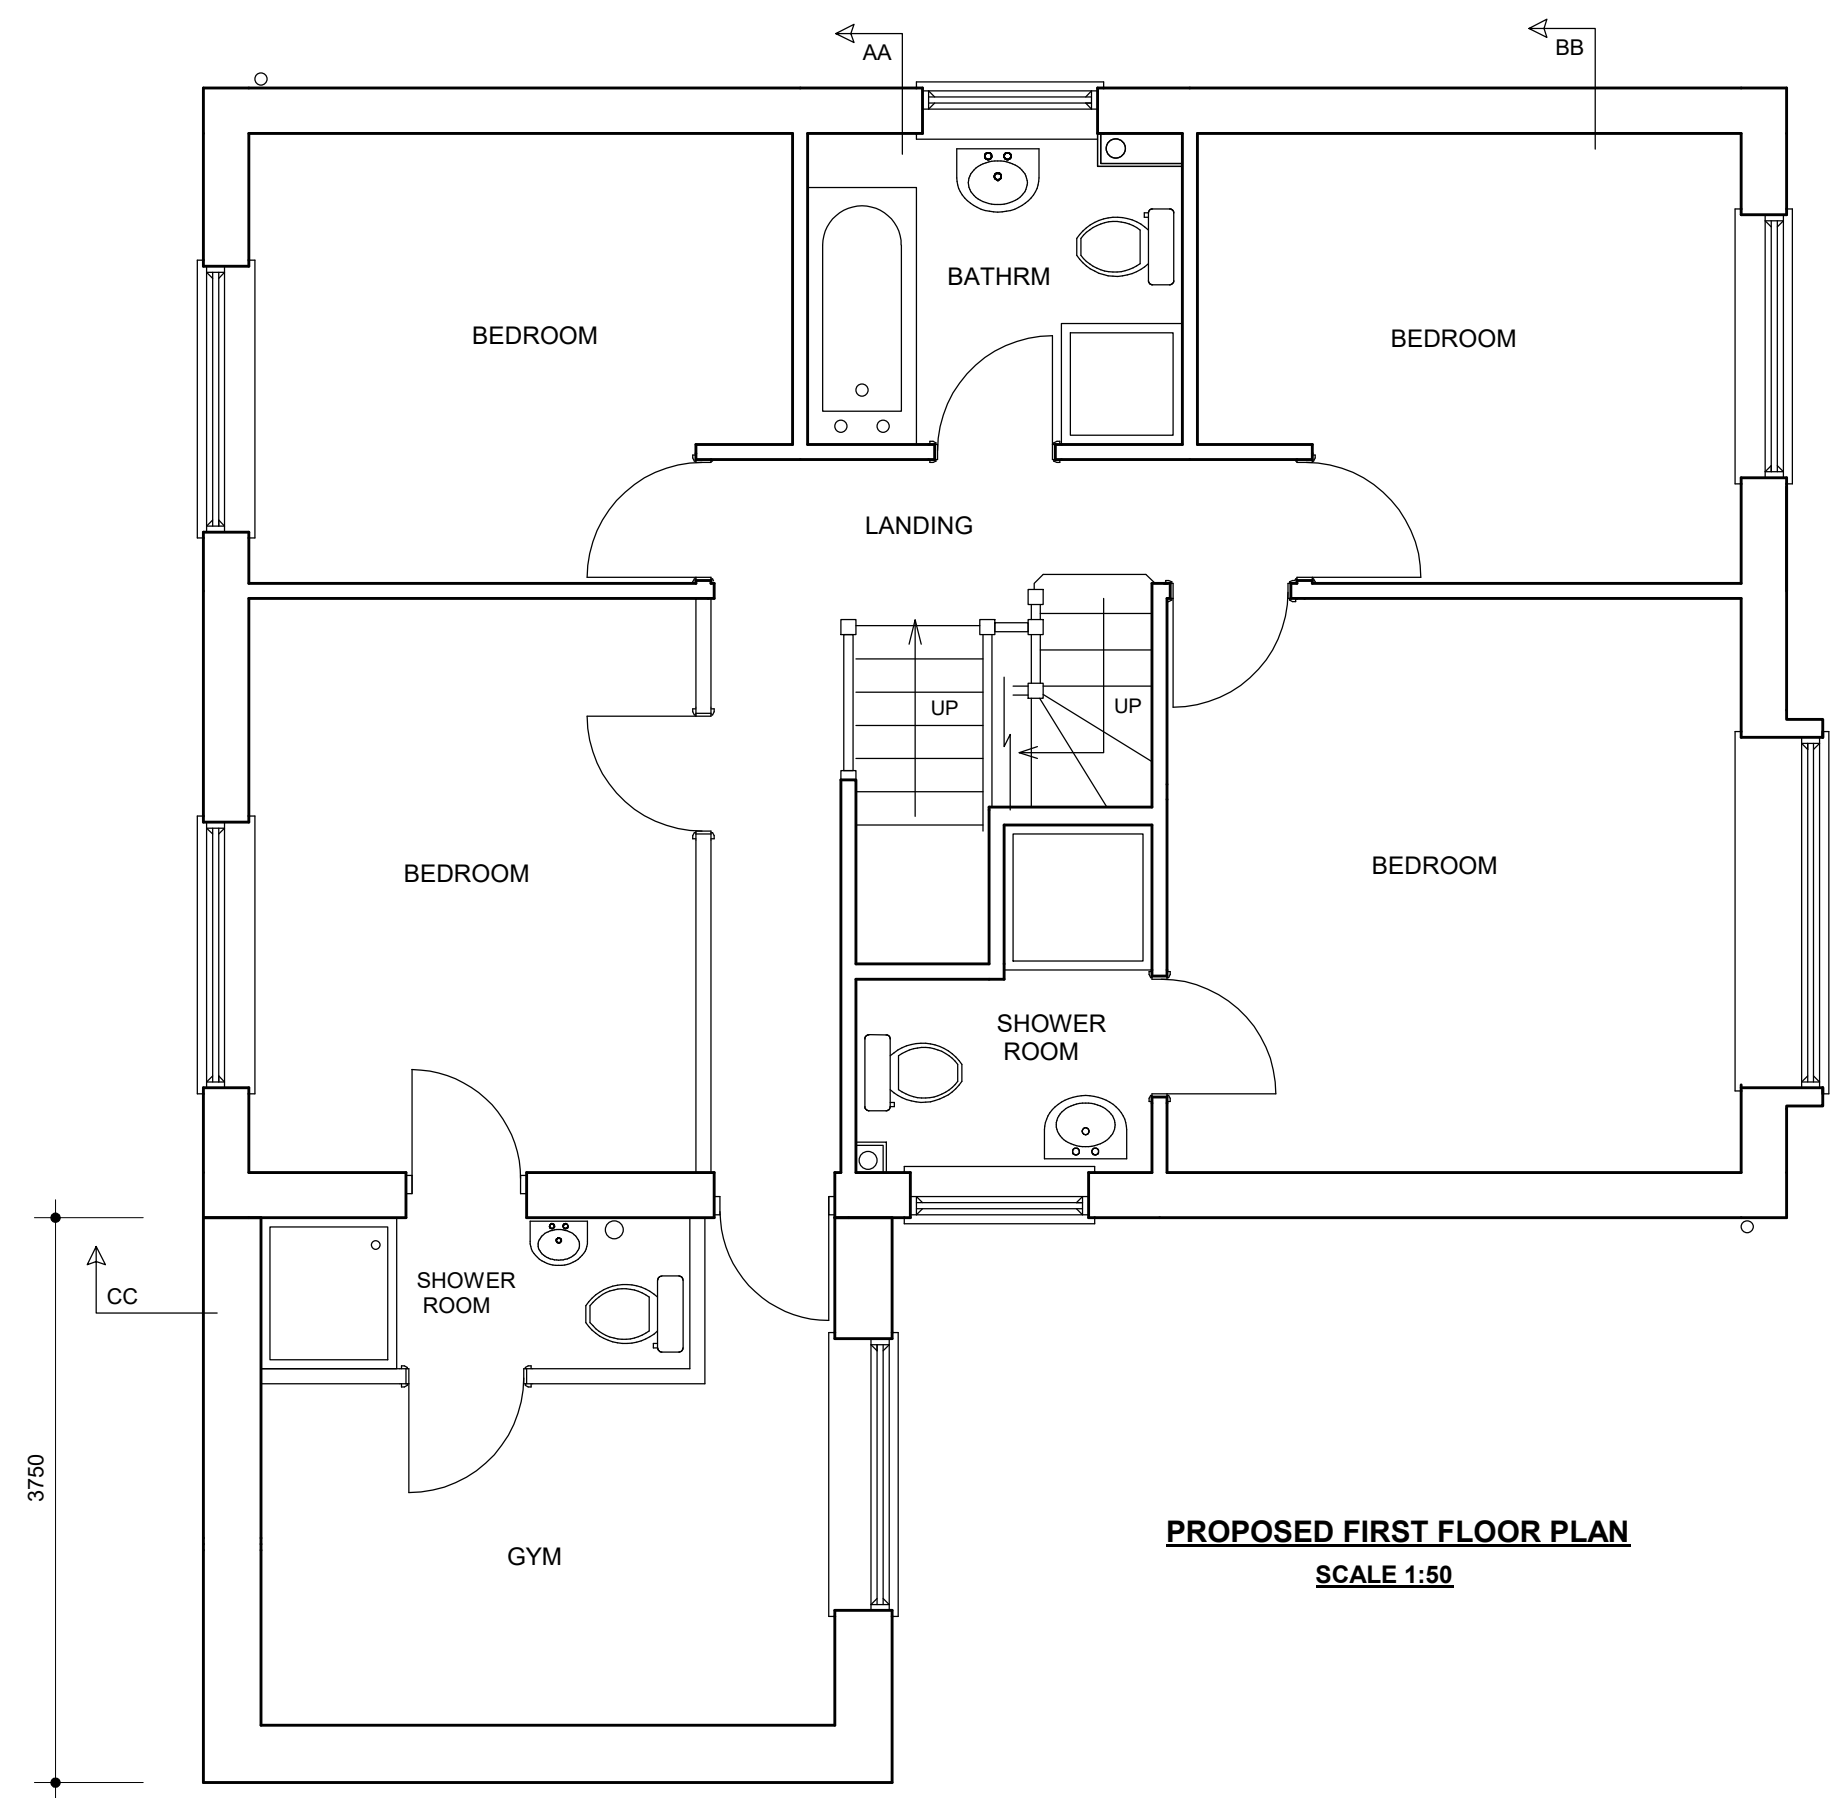 AA
BB
BATHRM
BEDROOM
BEDROOM
LANDING
UP
UP
BEDROOM
BEDROOM
SHOWER
ROOM
SHOWER
ROOM
CC
3750
GYM
PROPOSED FIRST FLOOR PLAN
SCALE 1:50